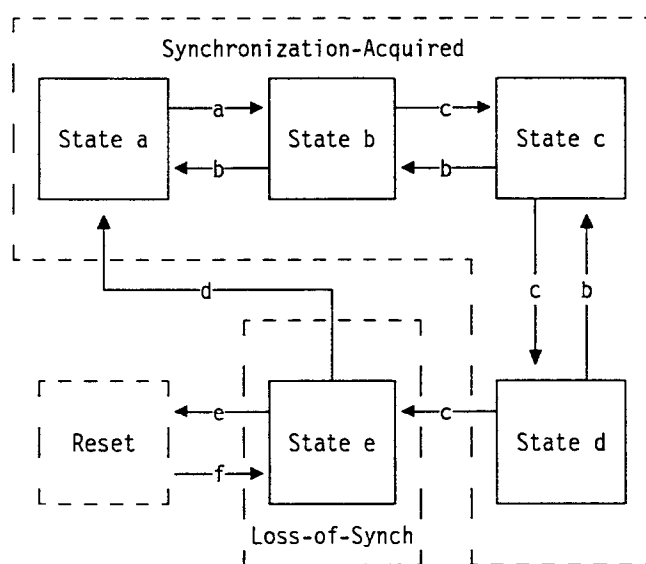 Synchronization-Acquired
State a
a
b
State b
c
b
State c
d
c
b
Reset
e
f
State e
c
State d
Loss-of-Synch